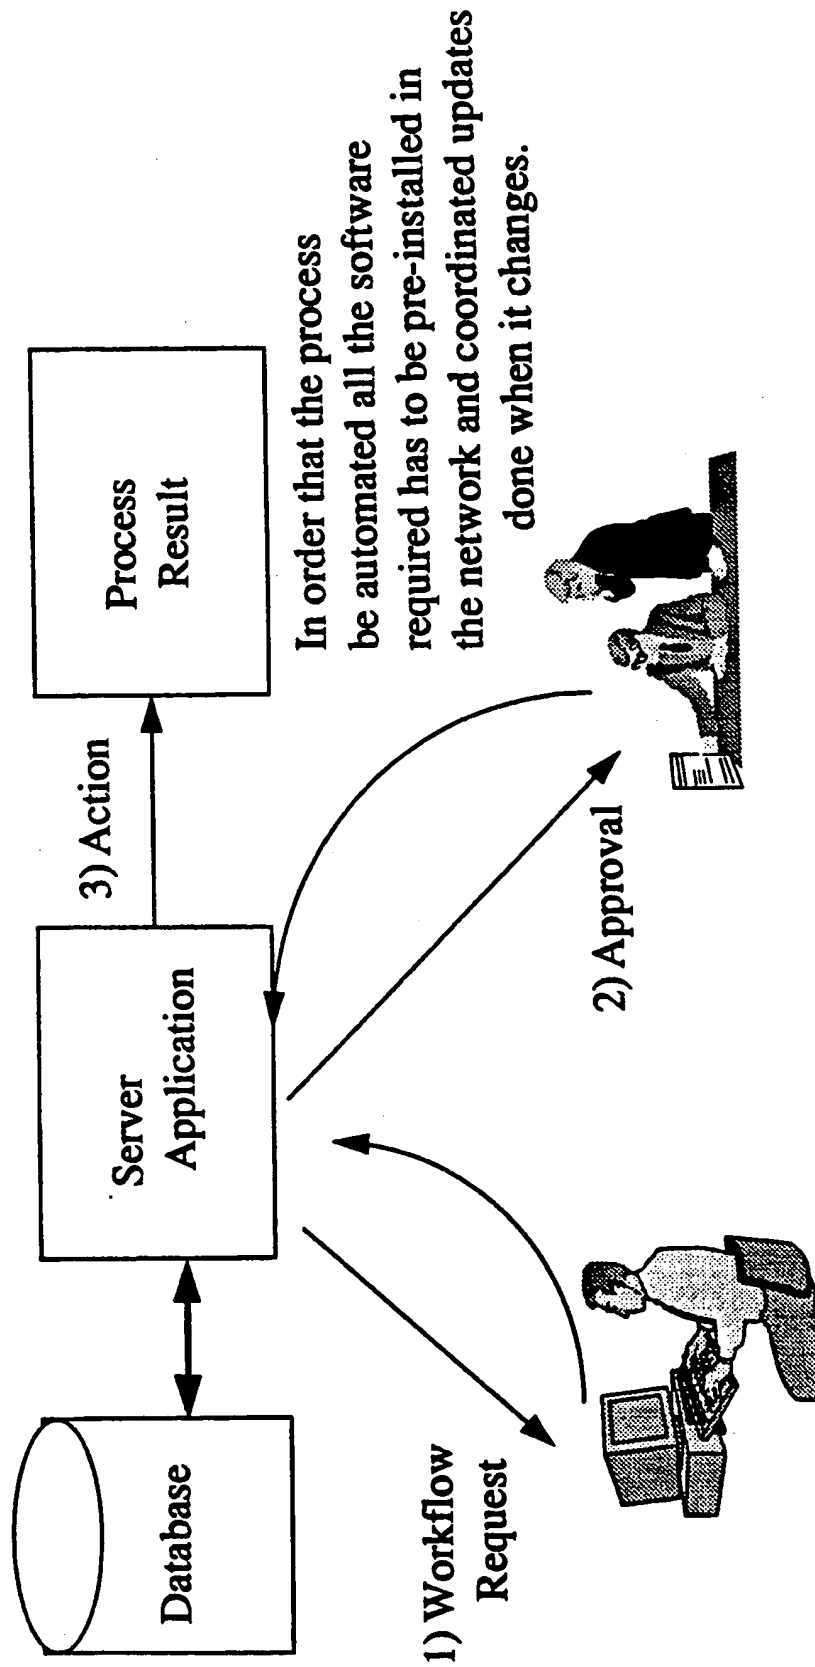 Database
Server
Application
3) Action
Process
Result
1) Workflow
Request
2) Approval
In order that the process
be automated all the software
required has to be pre-installed in
the network and coordinated updates
done when it changes.